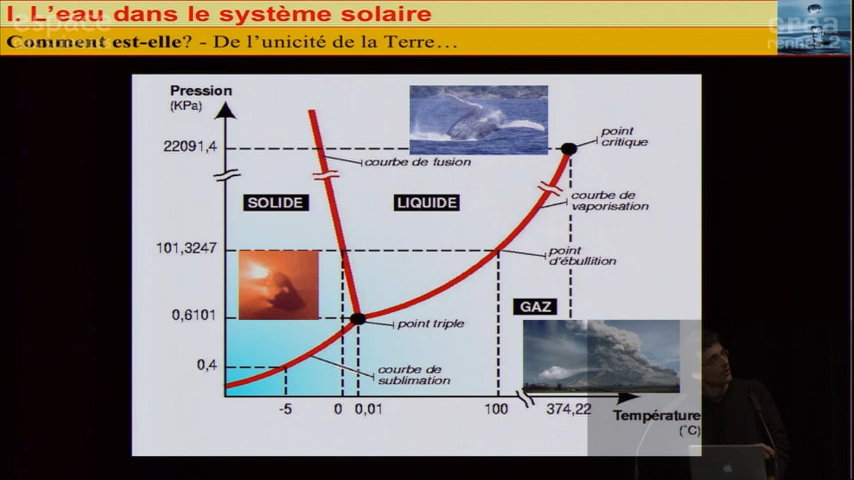 I. L'eau dans le système solaire
espace
créa
Comment est-elle? - De l'unicité de la Terre…
Pression
(KPa)
22091,4
point
critique
courbe de fusion
SOLIDE
LIQUIDE
courbe de
vaporisation
101,3247
point
d'ébullition
GAZ
0,6101
point triple
0,4
courbe de
sublimation
-5
0
0,01
100
374,22
Température
(°C)